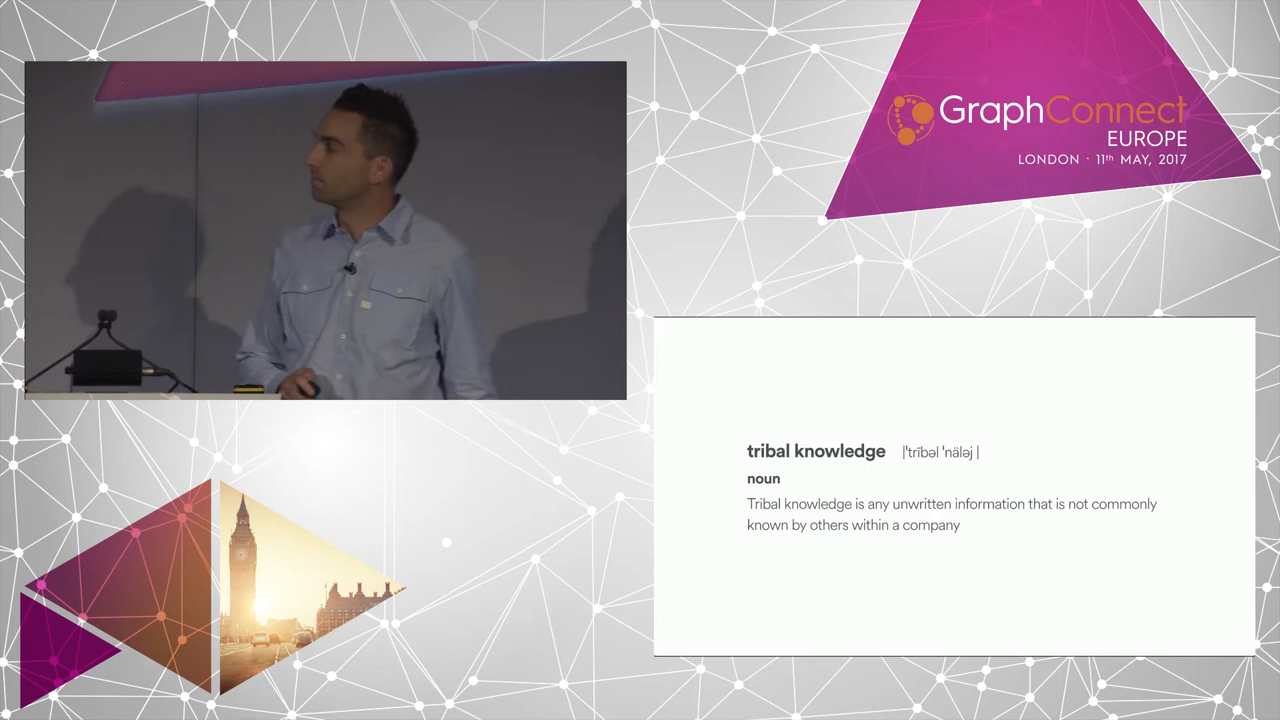 GraphConnect
EUROPE
LONDON · 11th MAY, 2017
tribal knowledge |ˈtrībəl ˈnäləj |
noun
Tribal knowledge is any unwritten information that is not commonly
known by others within a company